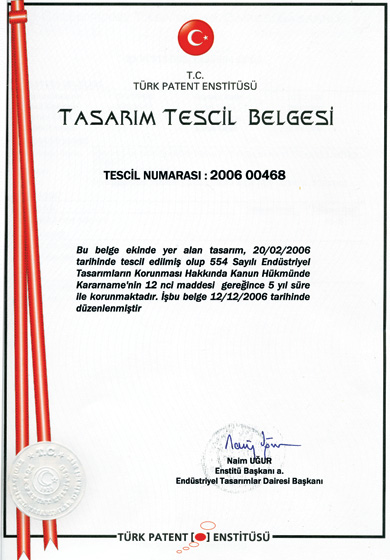 T.C.
TÜRK PATENT ENSTİTÜSÜ
TASARIM TESCİL BELGESİ
TESCİL NUMARASI : 2006 00468
Bu belge ekinde yer alan tasarım, 20/02/2006
tarihinde tescil edilmiş olup 554 Sayılı Endüstriyel
Tasarımların Korunması Hakkında Kanun Hükmünde
Kararname'nin 12 nci maddesi gereğince 5 yıl süre
ile korunmaktadır. İşbu belge 12/12/2006 tarihinde
düzenlenmiştir
Naim UĞUR
Enstitü Başkanı a.
Endüstriyel Tasarımlar Dairesi Başkanı
TÜRK PATENT [ ] ENSTİTÜSÜ